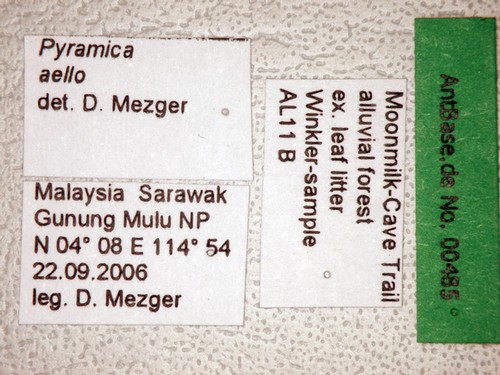 Pyramica
aello
det. D. Mezger
Malaysia Sarawak
Gunung Mulu NP
N 04° 08 E 114° 54
22.09.2006
leg. D. Mezger
Moonmilk-Cave Trail
alluvial forest
ex. leaf litter
Winkler-sample
AL11 B
AntBase.de No. 00485